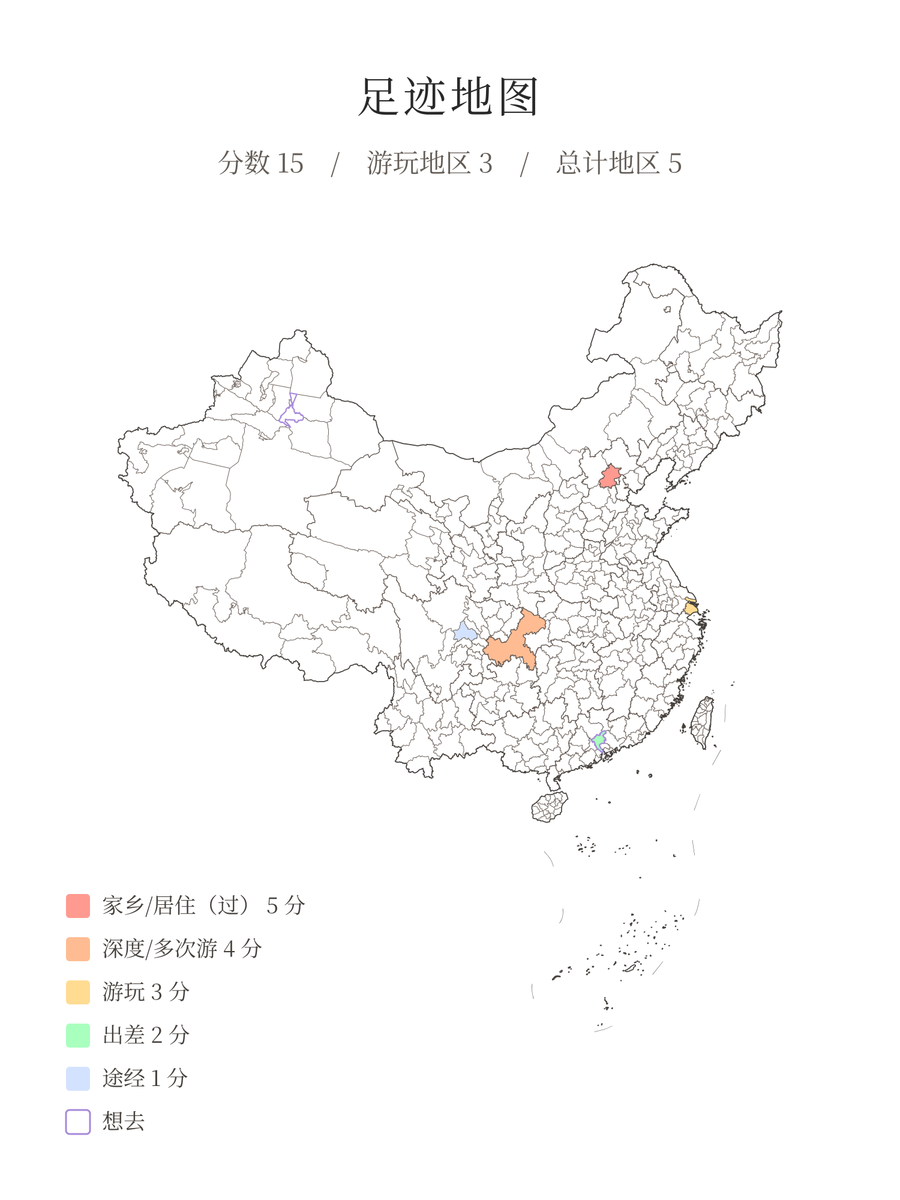 足迹地图
分数 15 / 游玩地区 3 / 总计地区 5
家乡/居住（过） 5 分
深度/多次游 4 分
游玩 3 分
出差 2 分
途经 1 分
想去